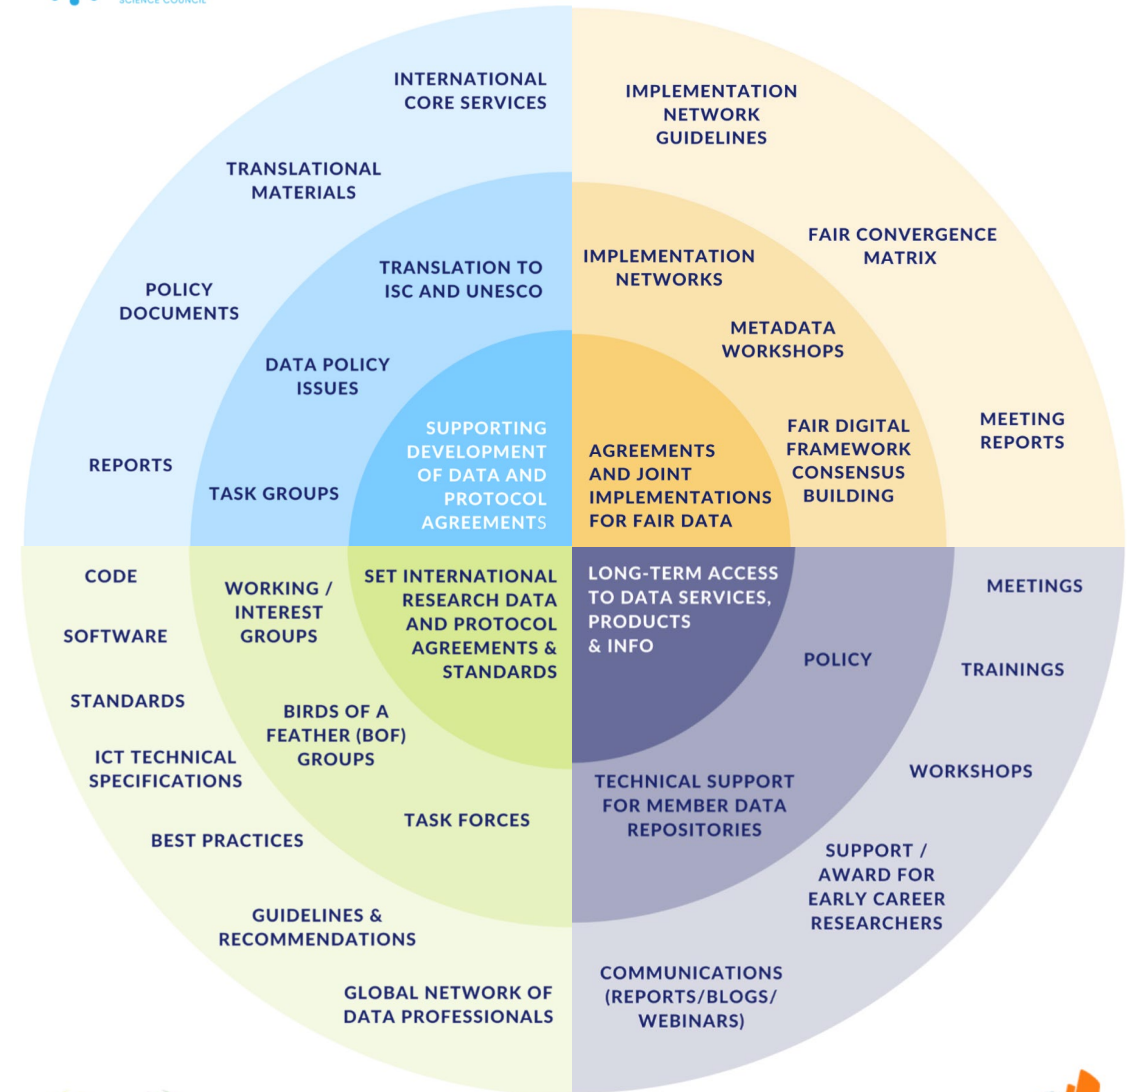 SCIENCE COUNCIL
INTERNATIONAL
CORE SERVICES
TRANSLATIONAL
MATERIALS
POLICY
DOCUMENTS
REPORTS
TRANSLATION TO
ISC AND UNESCO
DATA POLICY
ISSUES
TASK GROUPS
SUPPORTING
DEVELOPMENT
OF DATA AND
PROTOCOL
AGREEMENTS
IMPLEMENTATION
NETWORK
GUIDELINES
FAIR CONVERGENCE
MATRIX
MEETING
REPORTS
IMPLEMENTATION
NETWORKS
METADATA
WORKSHOPS
FAIR DIGITAL
FRAMEWORK
CONSENSUS
BUILDING
AGREEMENTS
AND JOINT
IMPLEMENTATIONS
FOR FAIR DATA
CODE
SOFTWARE
STANDARDS
ICT TECHNICAL
SPECIFICATIONS
BEST PRACTICES
GUIDELINES &
RECOMMENDATIONS
GLOBAL NETWORK OF
DATA PROFESSIONALS
WORKING /
INTEREST
GROUPS
BIRDS OF A
FEATHER (BOF)
GROUPS
TASK FORCES
SET INTERNATIONAL
RESEARCH DATA
AND PROTOCOL
AGREEMENTS &
STANDARDS
LONG-TERM ACCESS
TO DATA SERVICES,
PRODUCTS
& INFO
POLICY
TECHNICAL SUPPORT
FOR MEMBER DATA
REPOSITORIES
MEETINGS
TRAININGS
WORKSHOPS
SUPPORT /
AWARD FOR
EARLY CAREER
RESEARCHERS
COMMUNICATIONS
(REPORTS/BLOGS/
WEBINARS)